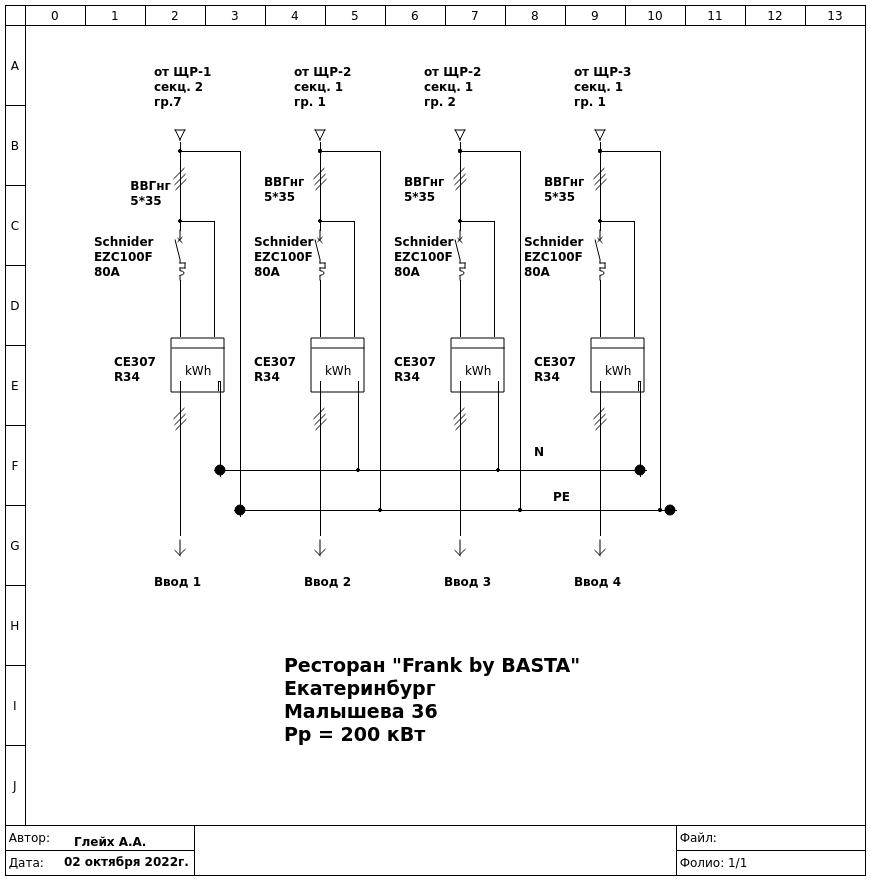 0 1 2 3 4 5 6 7 8 9 10 11 12 13
A
B
C
D
E
F
G
H
I
J
от ЩР-1
секц. 2
гр.7
от ЩР-2
секц. 1
гр. 1
от ЩР-2
секц. 1
гр. 2
от ЩР-3
секц. 1
гр. 1
ВВГнг
5*35
ВВГнг
5*35
ВВГнг
5*35
ВВГнг
5*35
Schnider
EZC100F
80A
Schnider
EZC100F
80A
Schnider
EZC100F
80A
Schnider
EZC100F
80A
CE307
R34
kWh
CE307
R34
kWh
CE307
R34
kWh
CE307
R34
kWh
N
PE
Ввод 1
Ввод 2
Ввод 3
Ввод 4
Ресторан "Frank by BASTA"
Екатеринбург
Малышева 36
Рр = 200 кВт
Автор: Глейх А.А.
Дата: 02 октября 2022г.
Файл:
Фолио: 1/1